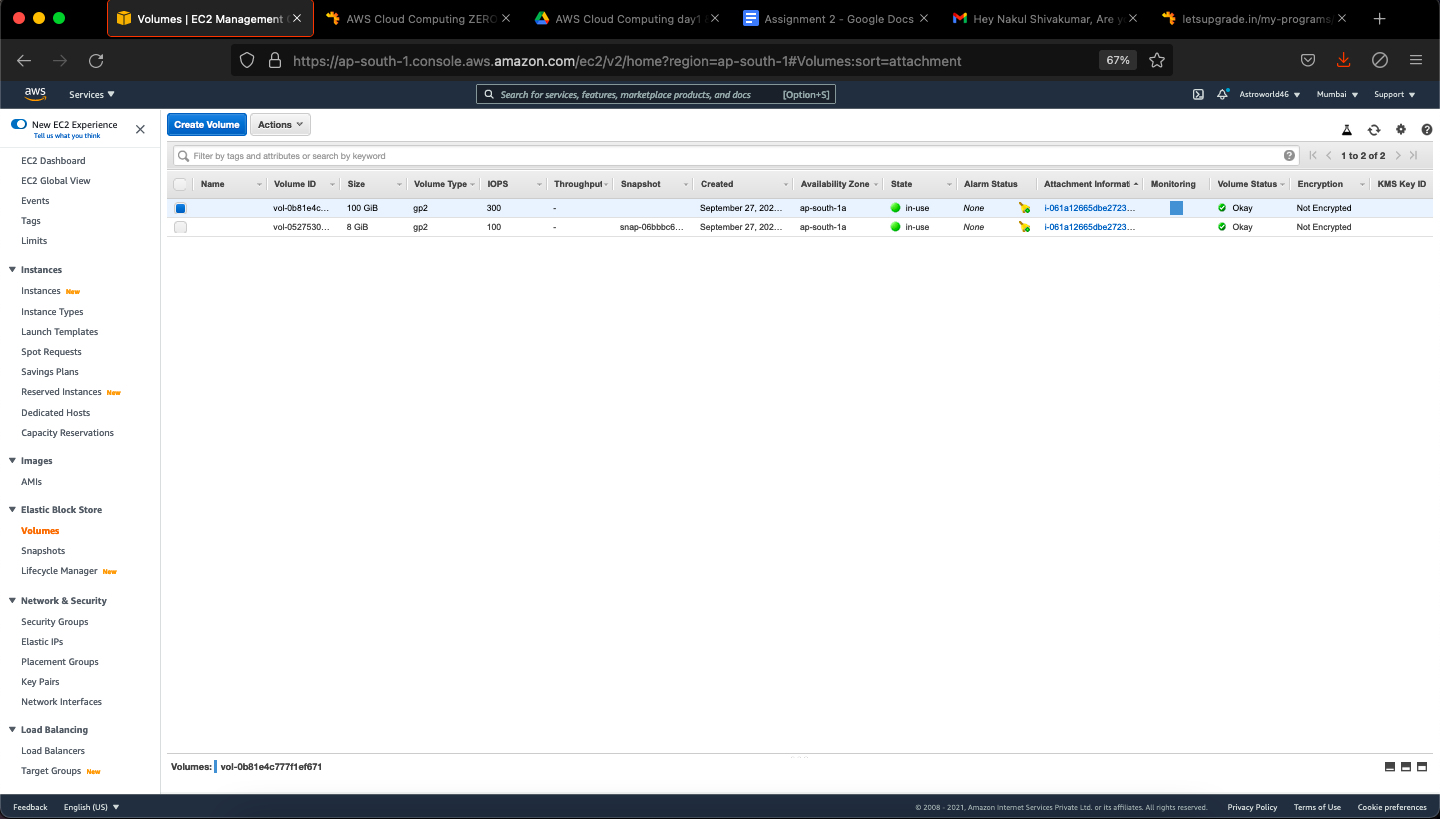 Volumes | EC2 Management C
AWS Cloud Computing ZERO
AWS Cloud Computing day1
Assignment 2 - Google Docs
Hey Nakul Shivakumar, Are yo
letsupgrade.in/my-programs/
https://ap-south-1.console.aws.amazon.com/ec2/v2/home?region=ap-south-1#Volumes:sort=attachment
67%
aws
Services
Search for services, features, marketplace products, and docs
[Option+S]
Astroworld46
Mumbai
Support
New EC2 Experience
Tell us what you think
EC2 Dashboard
EC2 Global View
Events
Tags
Limits
Instances
Instances New
Instance Types
Launch Templates
Spot Requests
Savings Plans
Reserved Instances New
Dedicated Hosts
Capacity Reservations
Images
AMIs
Elastic Block Store
Volumes
Snapshots
Lifecycle Manager New
Network & Security
Security Groups
Elastic IPs
Placement Groups
Key Pairs
Network Interfaces
Load Balancing
Load Balancers
Target Groups New
Create Volume Actions
Filter by tags and attributes or search by keyword
1 to 2 of 2
Name Volume ID Size Volume Type IOPS Throughput Snapshot Created Availability Zone State Alarm Status Attachment Informati Monitoring Volume Status Encryption KMS Key ID
vol-0b81e4c... 100 GiB gp2 300 - September 27, 202... ap-south-1a in-use None i-061a12665dbe2723... Okay Not Encrypted
vol-0527530... 8 GiB gp2 100 - snap-06bbbc6... September 27, 202... ap-south-1a in-use None i-061a12665dbe2723... Okay Not Encrypted
Volumes: vol-0b81e4c777f1ef671
Feedback English (US)
© 2008 - 2021, Amazon Internet Services Private Ltd. or its affiliates. All rights reserved. Privacy Policy Terms of Use Cookie preferences